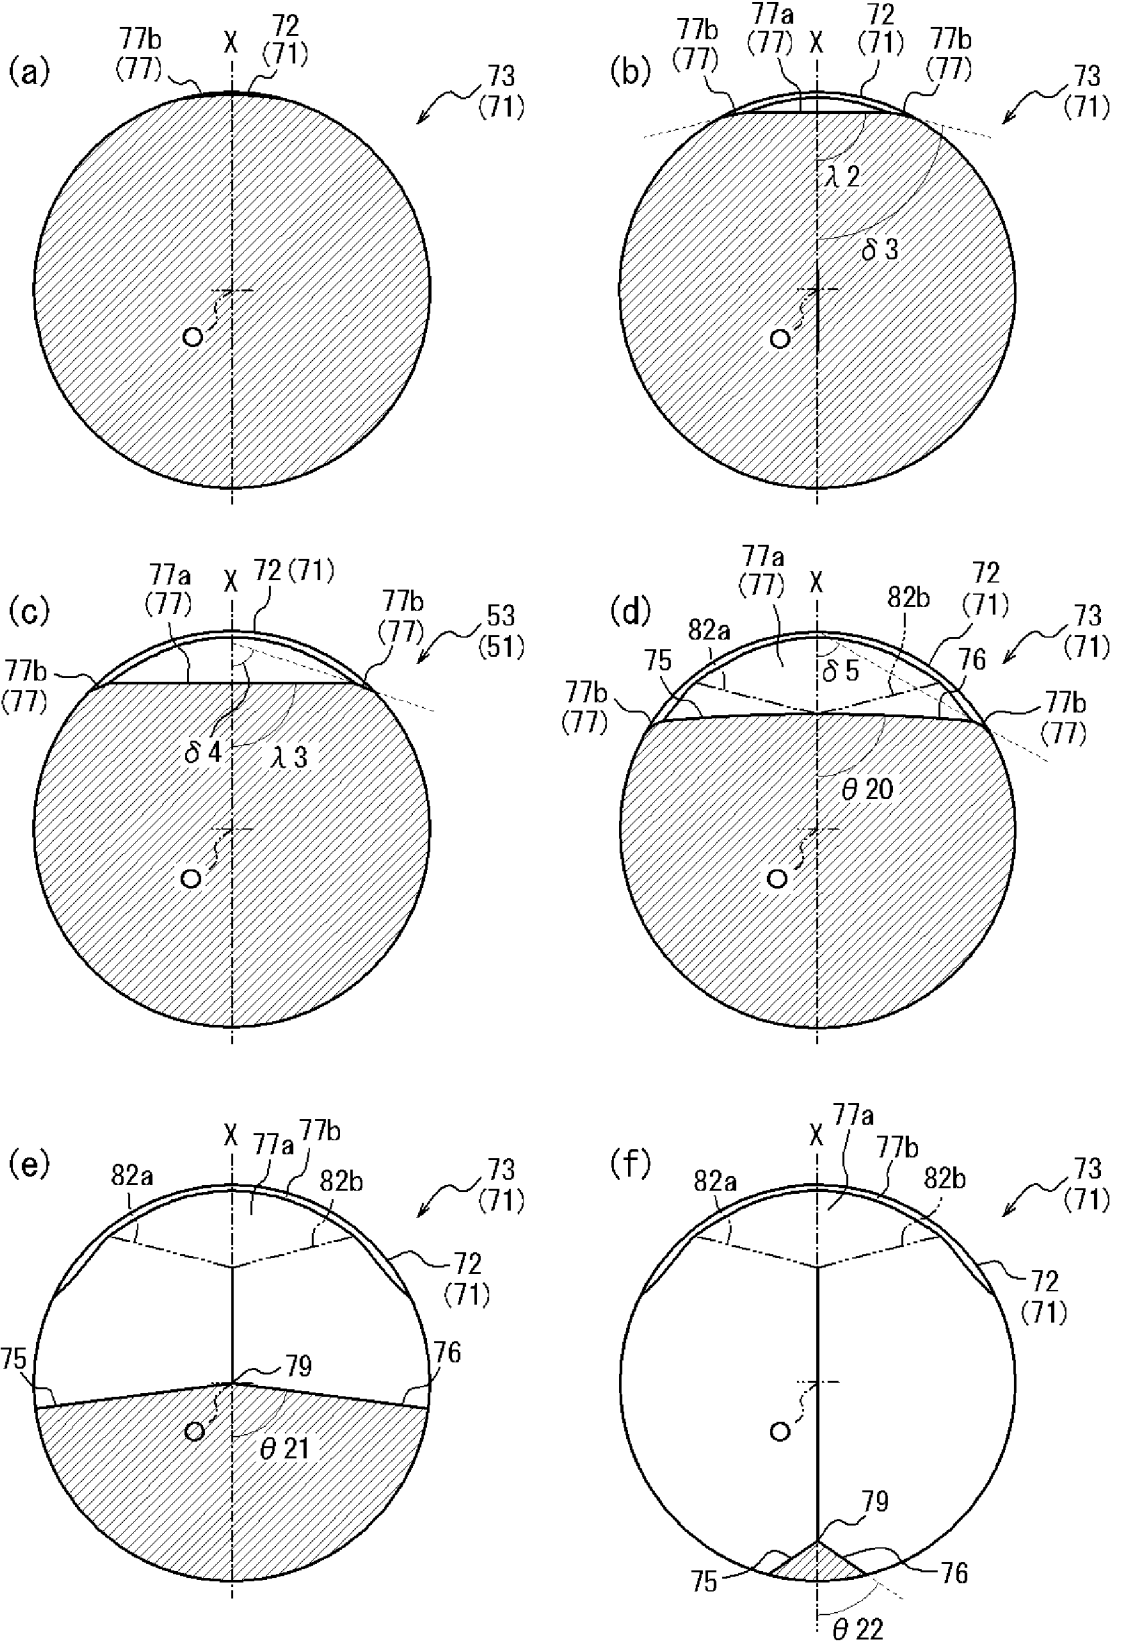 (a)
77b
(77)
X
72
(71)
73
(71)
O
(b)
77b
(77)
77a
(77)
X
72
(71)
77b
(77)
73
(71)
λ2
δ3
O
(c)
77a
(77)
X
72(71)
77b
(77)
53
(51)
77b
(77)
δ4
λ3
O
(d)
77a
(77)
X
72
(71)
82b
82a
73
(71)
75
76
δ5
77b
(77)
77b
(77)
θ20
O
(e)
X
77a
77b
82a
82b
73
(71)
72
(71)
75
79
76
O
θ21
(f)
X
77a
77b
82a
82b
73
(71)
72
(71)
O
79
75
76
θ22